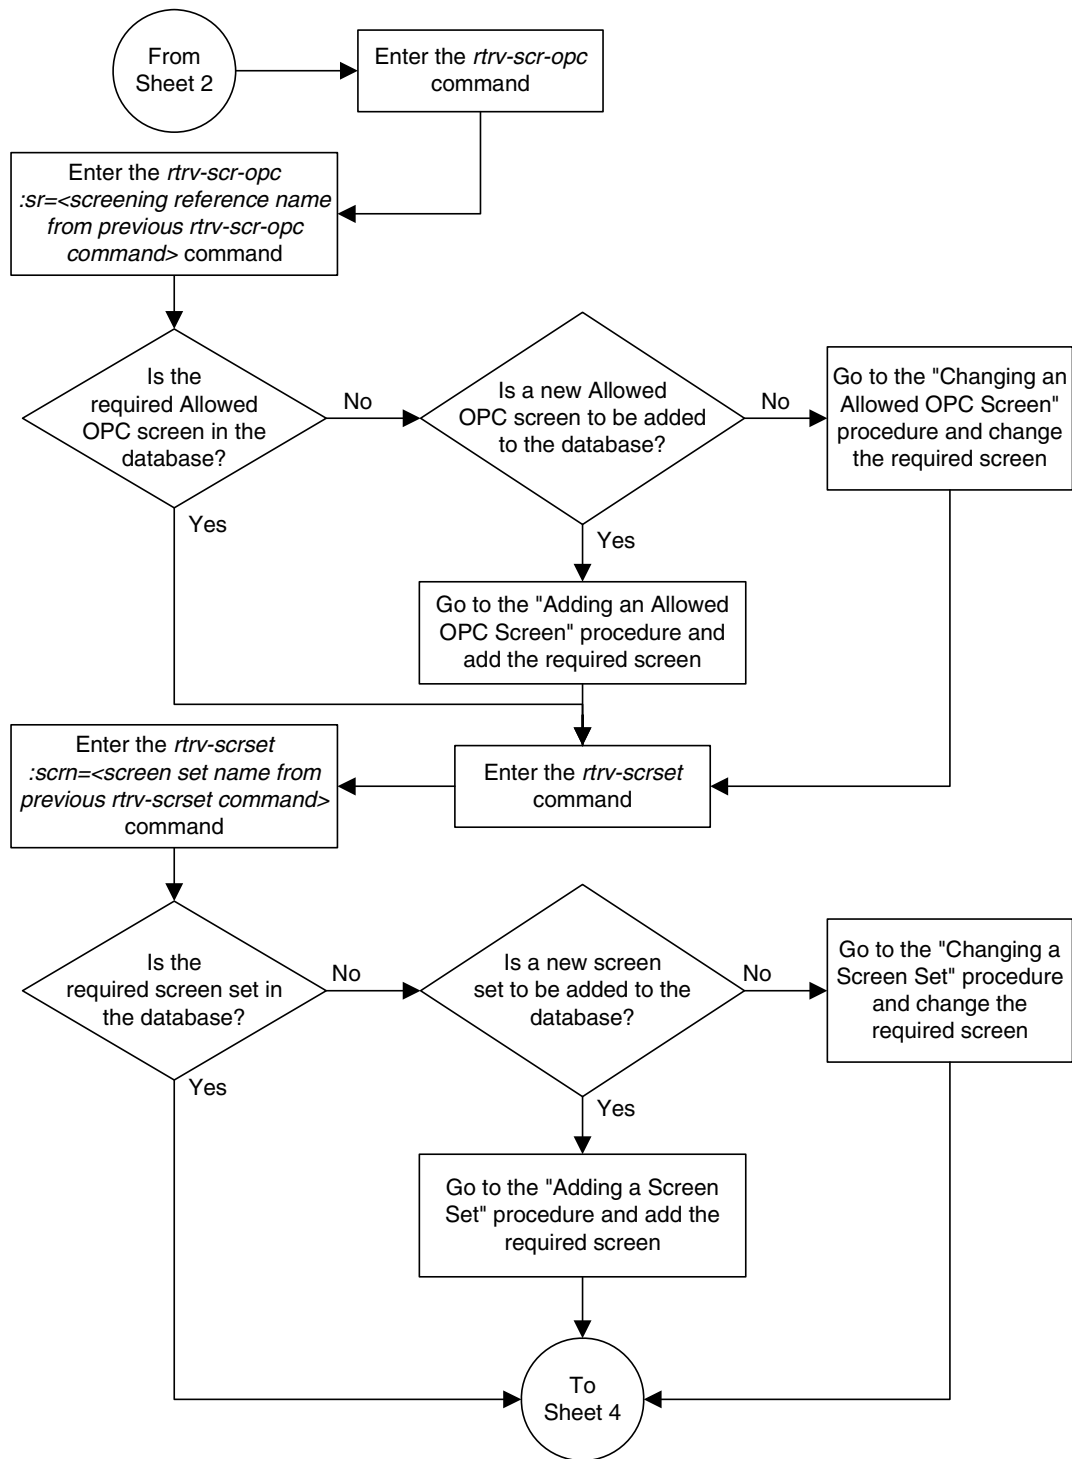 From
Sheet 2
Enter the rtrv-scr-opc
command
Enter the rtrv-scr-opc
:sr=<screening reference name
from previous rtrv-scr-opc
command> command
Is the
required Allowed
OPC screen in the
database?
No
Is a new Allowed
OPC screen to be added
to the database?
No
Go to the "Changing an
Allowed OPC Screen"
procedure and change
the required screen
Yes
Yes
Go to the "Adding an Allowed
OPC Screen" procedure and
add the required screen
Enter the rtrv-scrset
command
Enter the rtrv-scrset
:scrn=<screen set name from
previous rtrv-scrset command>
command
Is the
required screen set in
the database?
No
Is a new screen
set to be added to the
database?
No
Go to the "Changing a
Screen Set" procedure
and change the
required screen
Yes
Yes
Go to the "Adding a Screen
Set" procedure and add the
required screen
To
Sheet 4